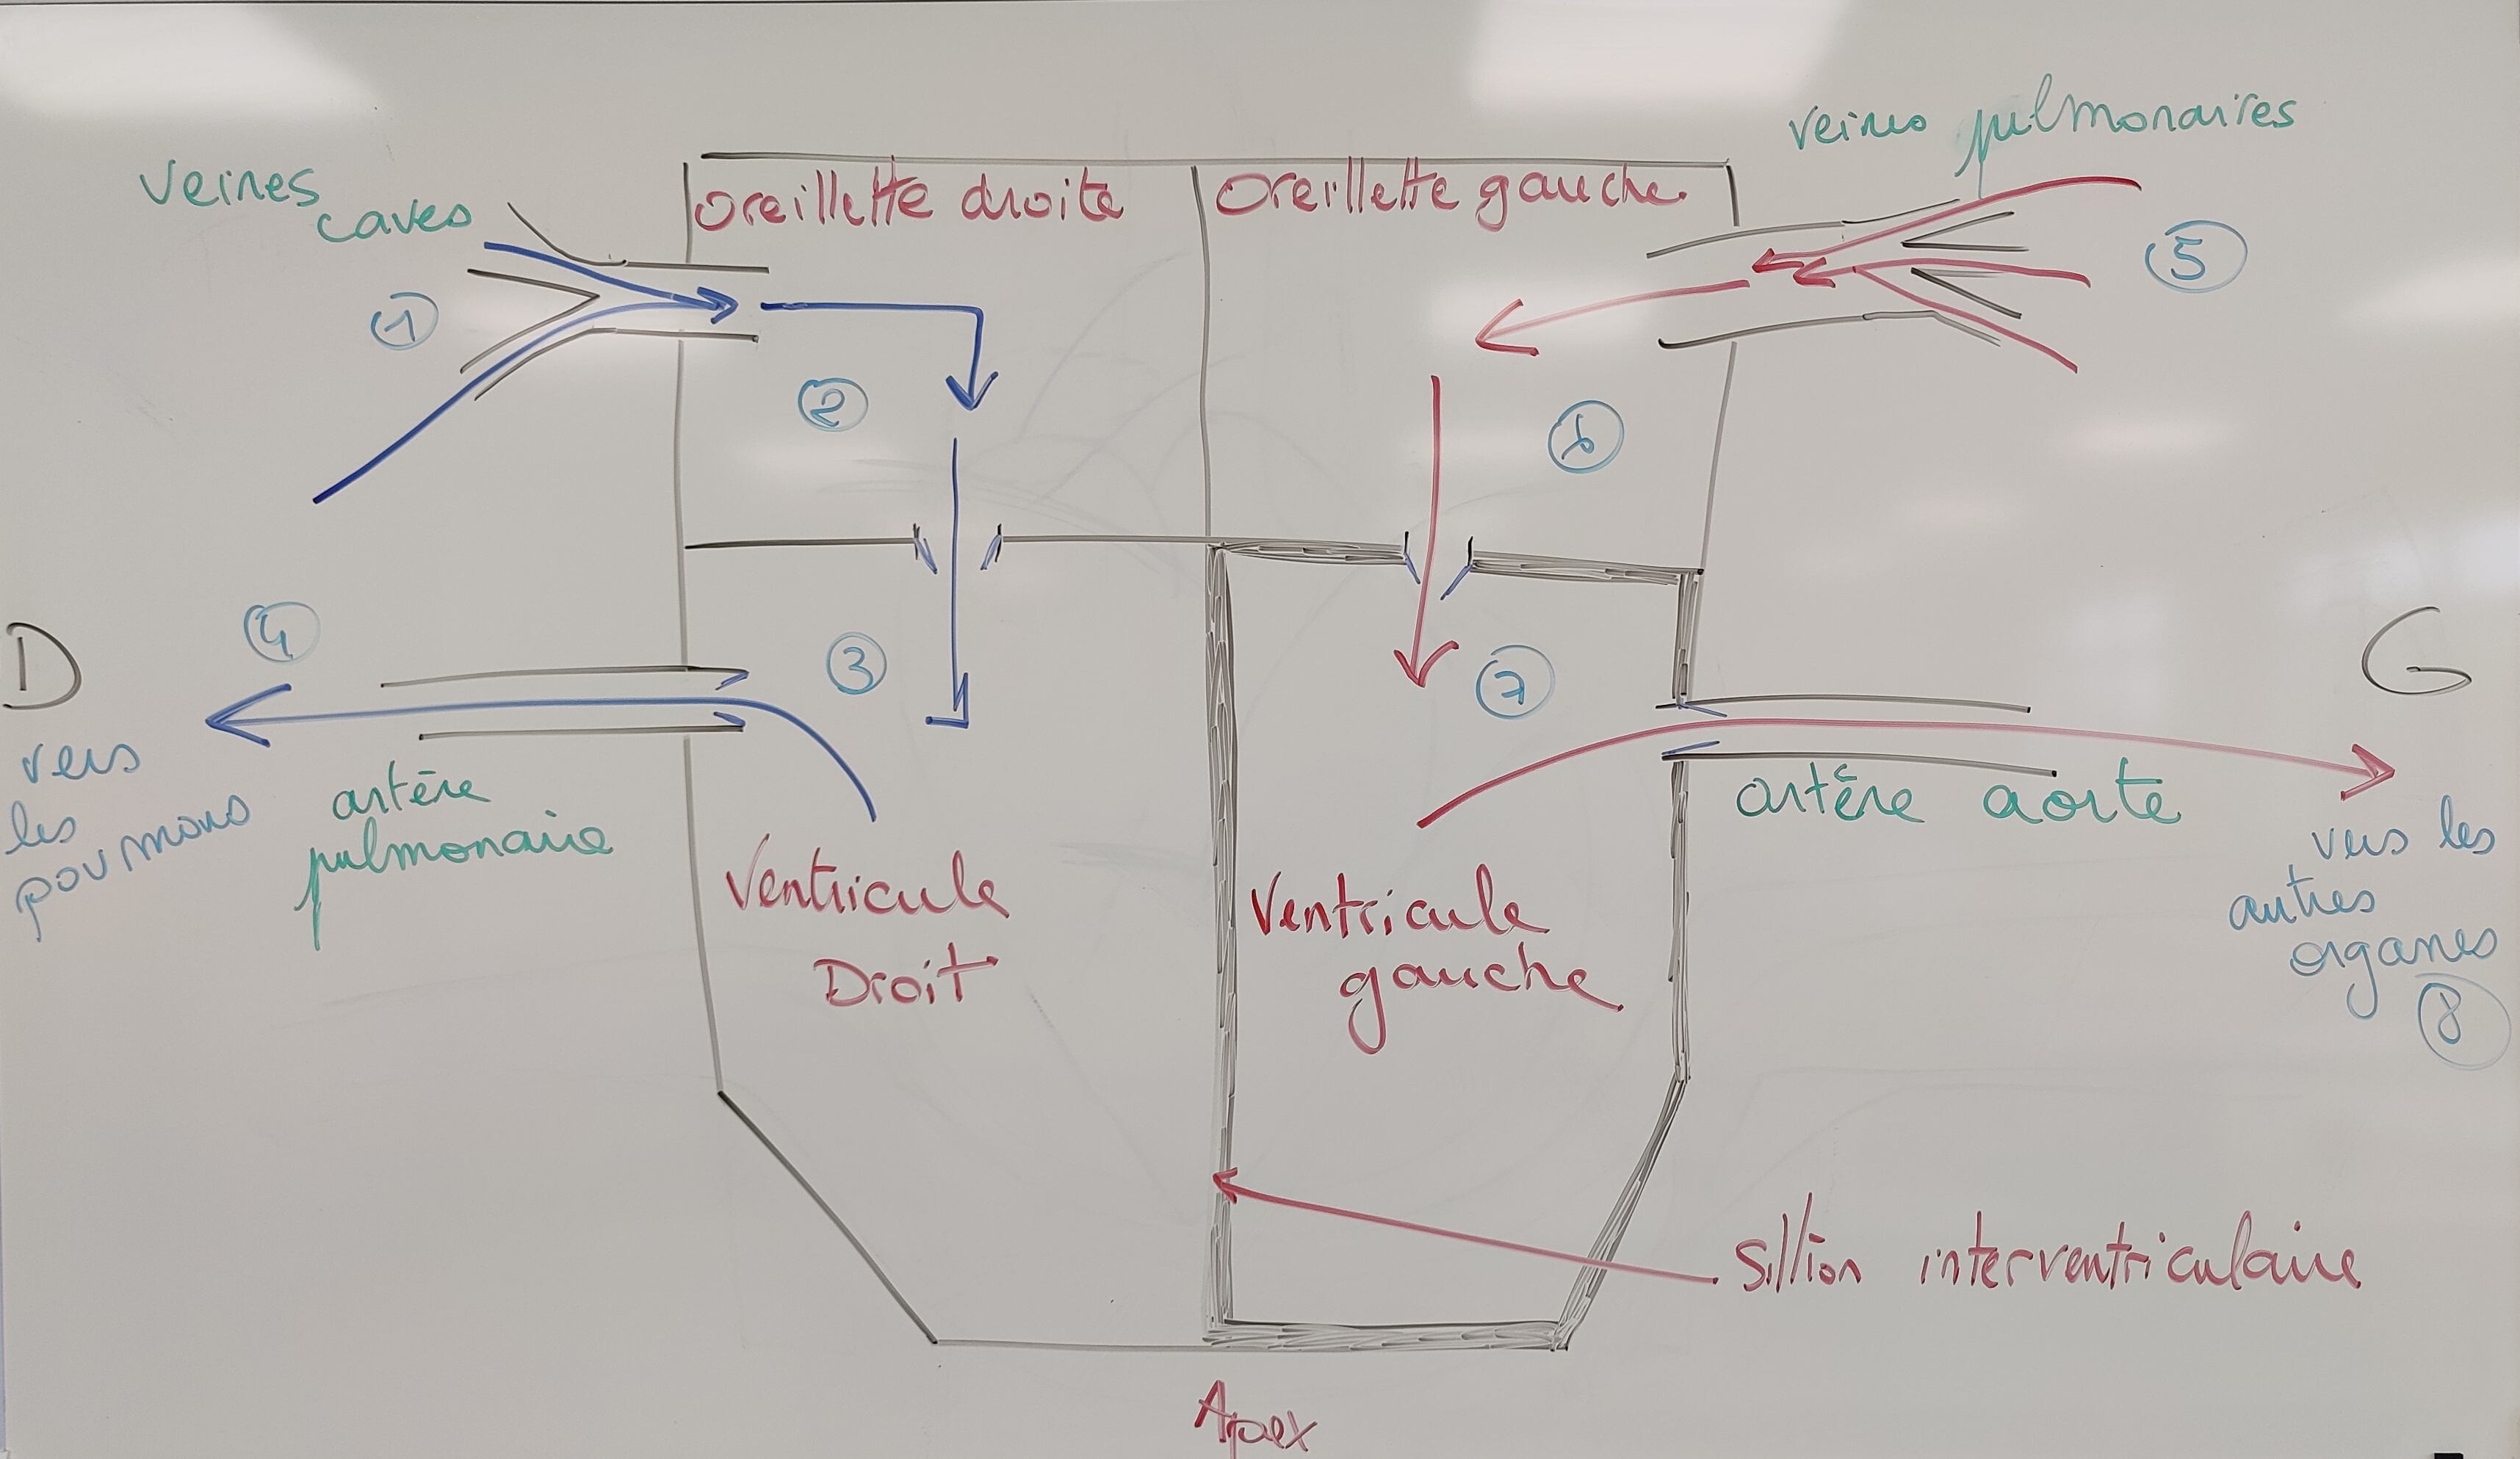 veines
caves
1
oreillette droite
Oreillette gauche
veines pulmonaires
5
2
6
D
4
vers
les
poumons
artère
pulmonaire
3
7
G
artère aorte
vers les
autres
organes
8
Ventricule
Droit
Ventricule
gauche
Sillion interventriculaire
Apex